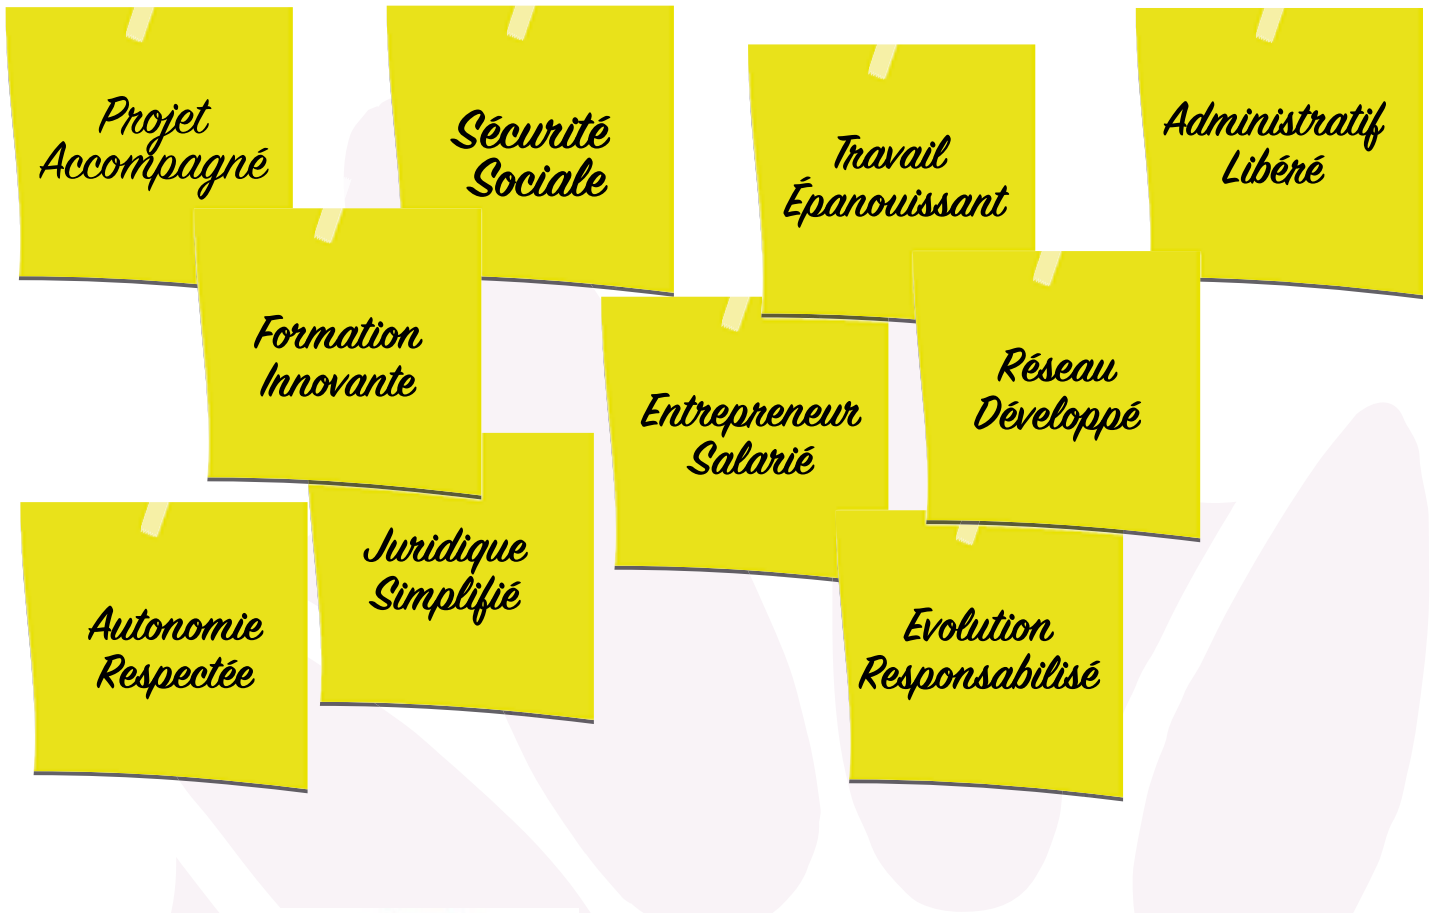 Projet
Accompagné
Sécurité
Sociale
Travail
Épanouissant
Administratif
Libéré
Formation
Innovante
Entrepreneur
Salarié
Réseau
Développé
Juridique
Simplifié
Autonomie
Respectée
Evolution
Responsabilisé